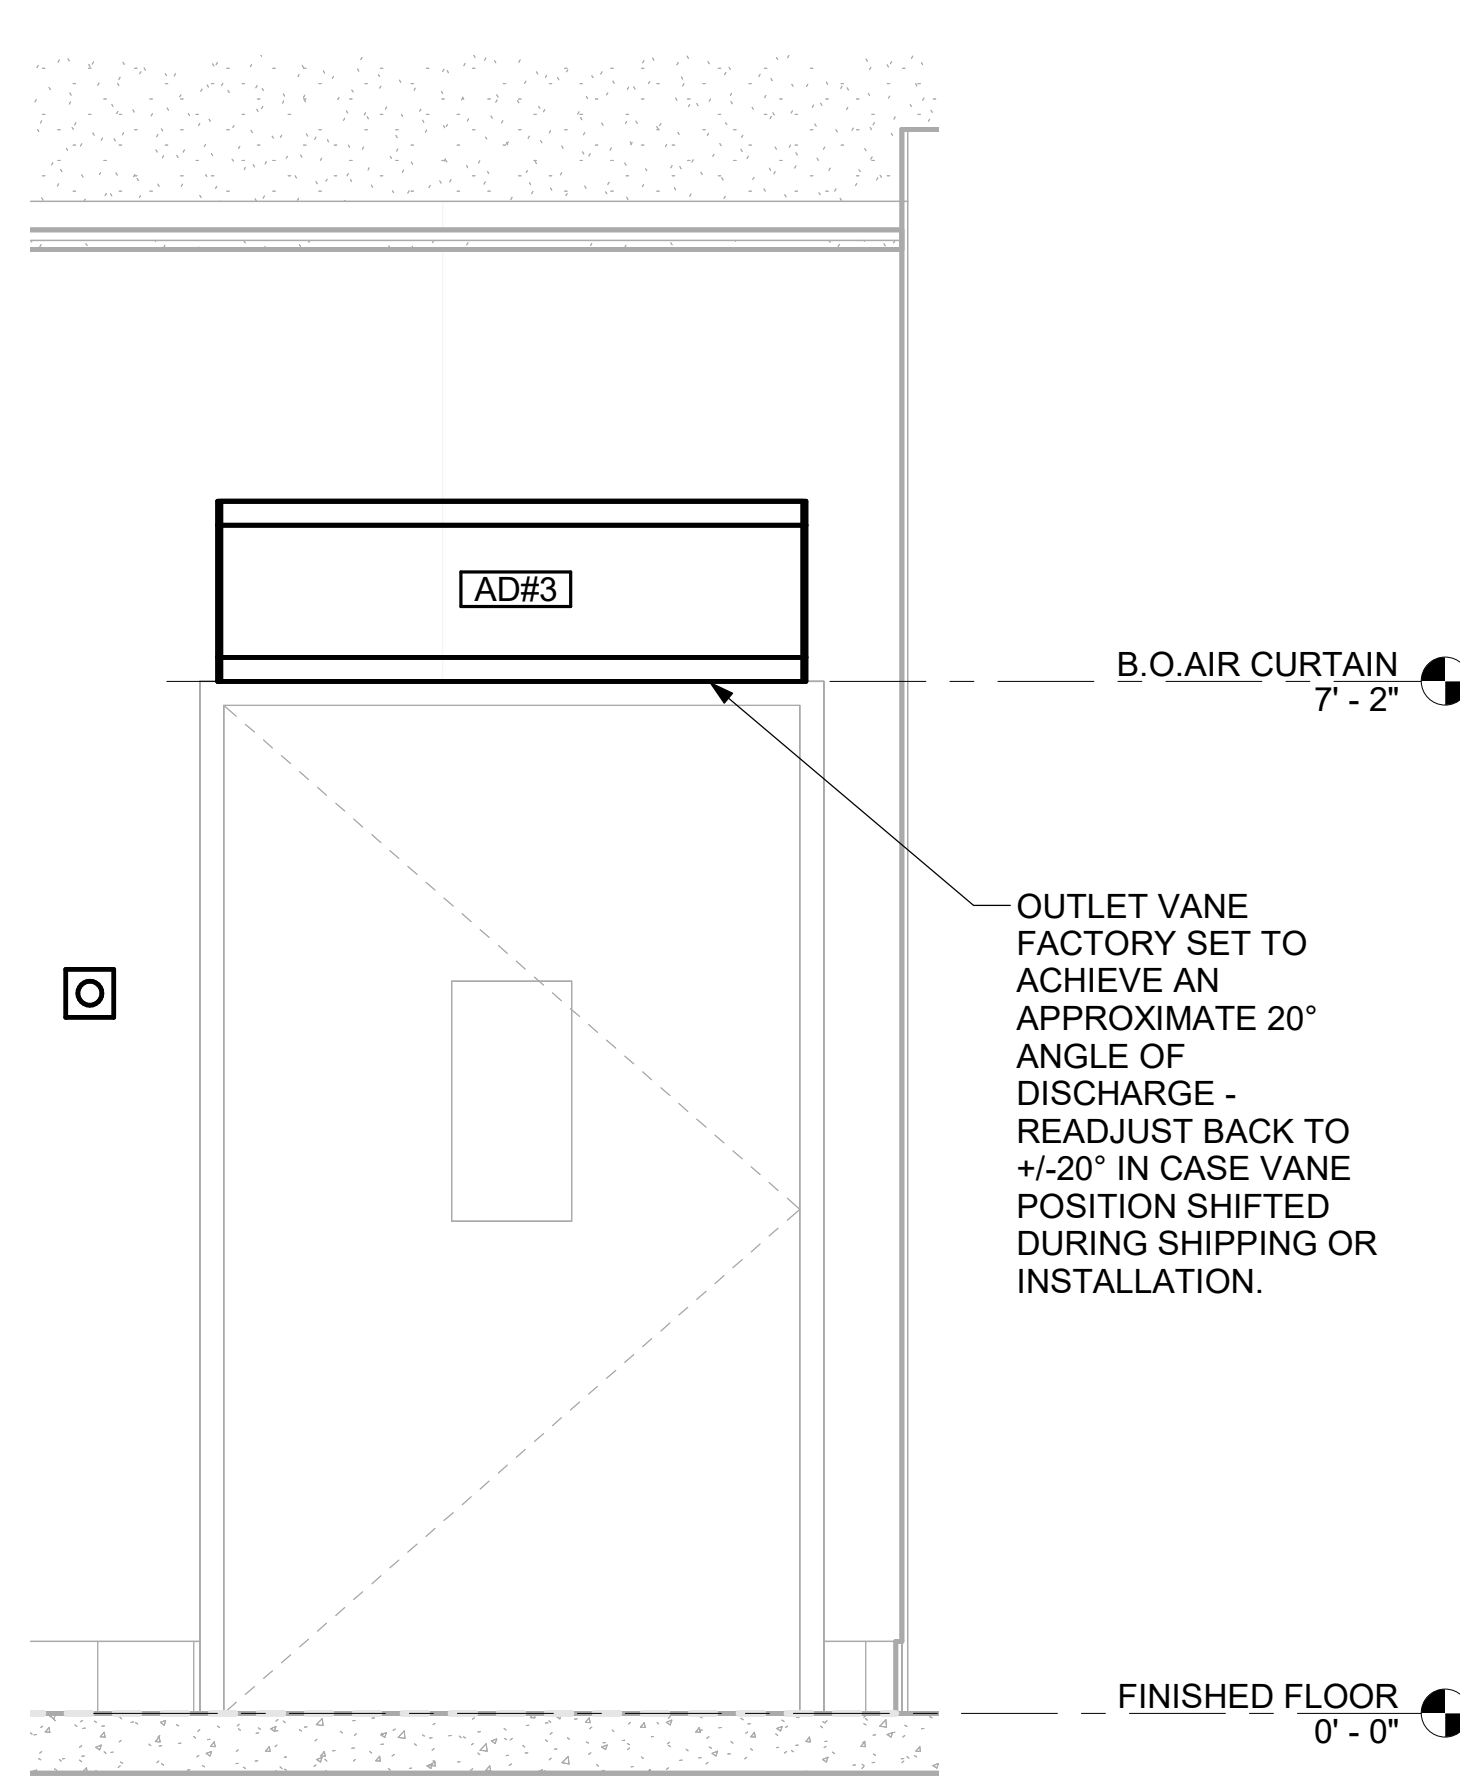 AD#3
B.O.AIR CURTAIN
7' - 2"
OUTLET VANE
FACTORY SET TO
ACHIEVE AN
APPROXIMATE 20°
ANGLE OF
DISCHARGE -
READJUST BACK TO
+/-20° IN CASE VANE
POSITION SHIFTED
DURING SHIPPING OR
INSTALLATION.
FINISHED FLOOR
0' - 0"